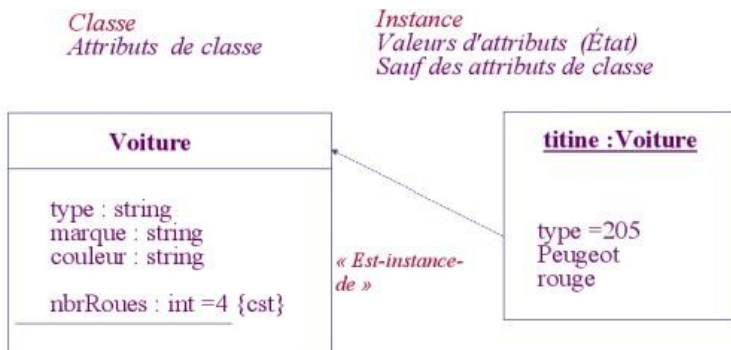 Classe
Attributs de classe
Instance
Valeurs d'attributs (État)
Sauf des attributs de classe
Voiture
type : string
marque : string
couleur : string
nbrRoues : int =4 {cst}
« Est-instance-
de »
titine :Voiture
type =205
Peugeot
rouge